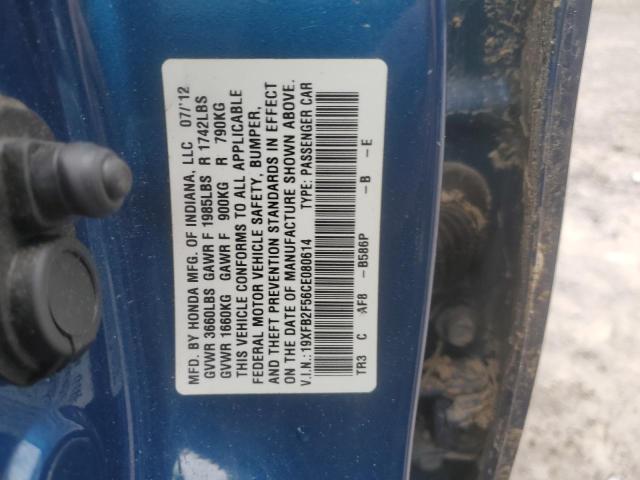 MFD. BY HONDA MFG. OF INDIANA, LLC 07/'12
GVWR 3660LBS GAWR F 1985LBS R 1742LBS
GVWR 1660KG GAWR F 900KG R 790KG
THIS VEHICLE CONFORMS TO ALL APPLICABLE
FEDERAL MOTOR VEHICLE SAFETY, BUMPER,
AND THEFT PREVENTION STANDARDS IN EFFECT
ON THE DATE OF MANUFACTURE SHOWN ABOVE.
V.I.N.:19XFB2F56CE080614 TYPE: PASSENGER CAR
TR3 C AF8 -B586P -B -E